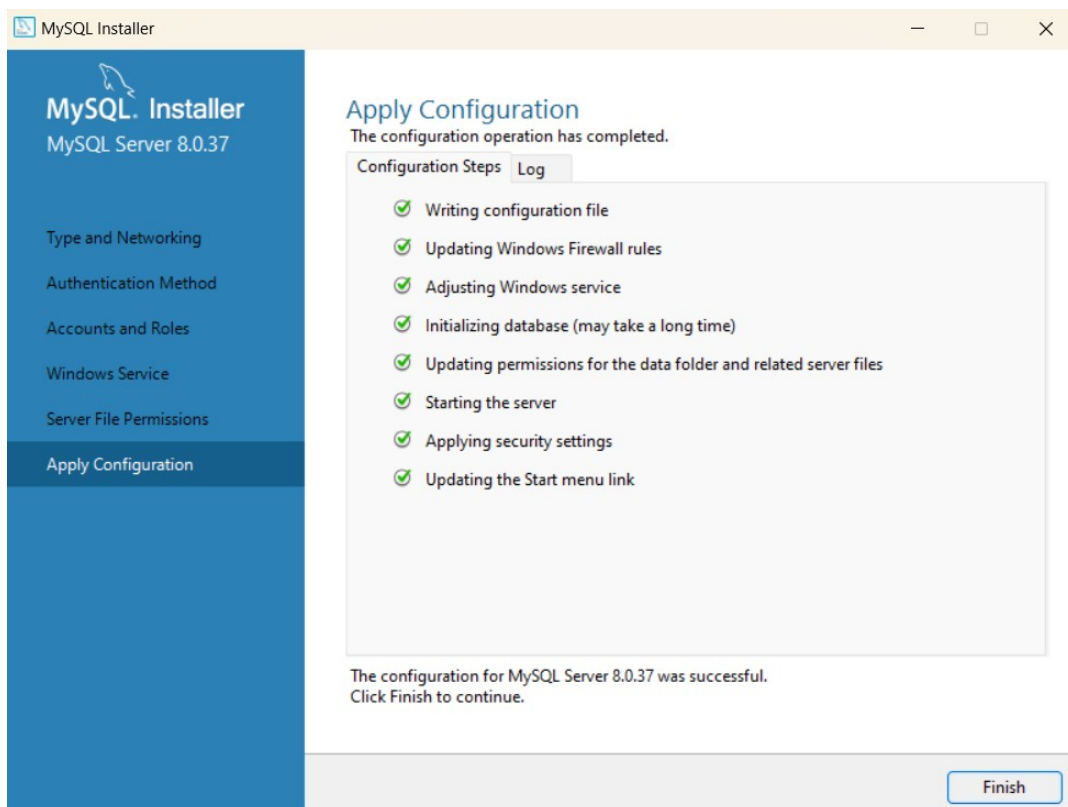 MySQL Installer
MySQL. Installer
MySQL Server 8.0.37
Type and Networking
Authentication Method
Accounts and Roles
Windows Service
Server File Permissions
Apply Configuration
Apply Configuration
The configuration operation has completed.
Configuration Steps Log
Writing configuration file
Updating Windows Firewall rules
Adjusting Windows service
Initializing database (may take a long time)
Updating permissions for the data folder and related server files
Starting the server
Applying security settings
Updating the Start menu link
The configuration for MySQL Server 8.0.37 was successful.
Click Finish to continue.
Finish